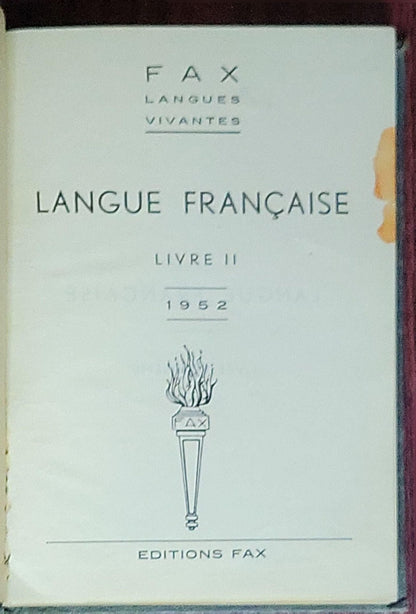 FAX
LANGUES
VIVANTES
LANGUE FRANÇAISE
LIVRE II
1952
FAX
EDITIONS FAX